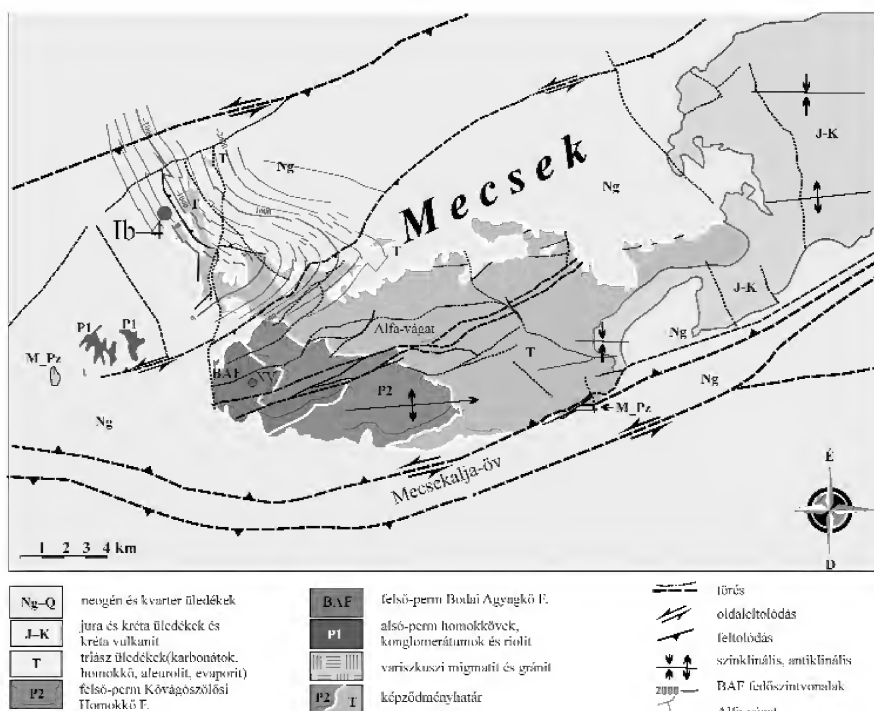 T
Ng
T
Tb-4
Mecsek
Ng
J-K
T
P1
P1
M_Pz
Alfa-vágat
BAF
P2
T
J-K
Ng
Ng
M_Pz
Ng
Mecsekalja-öv
É
D
1 2 3 4 km
Ng–Q neogén és kvarter üledékek
J–K jura és kréta üledékek és
kréta vulkanit
T triász üledékek(karbonátok,
homokkő, aleurolit, evaporit)
P2 felső-perm Kővágószőlősi
Homokkő F.
BAF felső-perm Bodai Agyagkő F.
P1 alsó-perm homokkövek,
konglomerátumok és riolit
variszkuszi migmatit és gránit
P2 T képződményhatár
törés
oldaleltolódás
feltolódás
szinklinális, antiklinális
2000 BAF fedőszintvonalak
Alfa-vágat